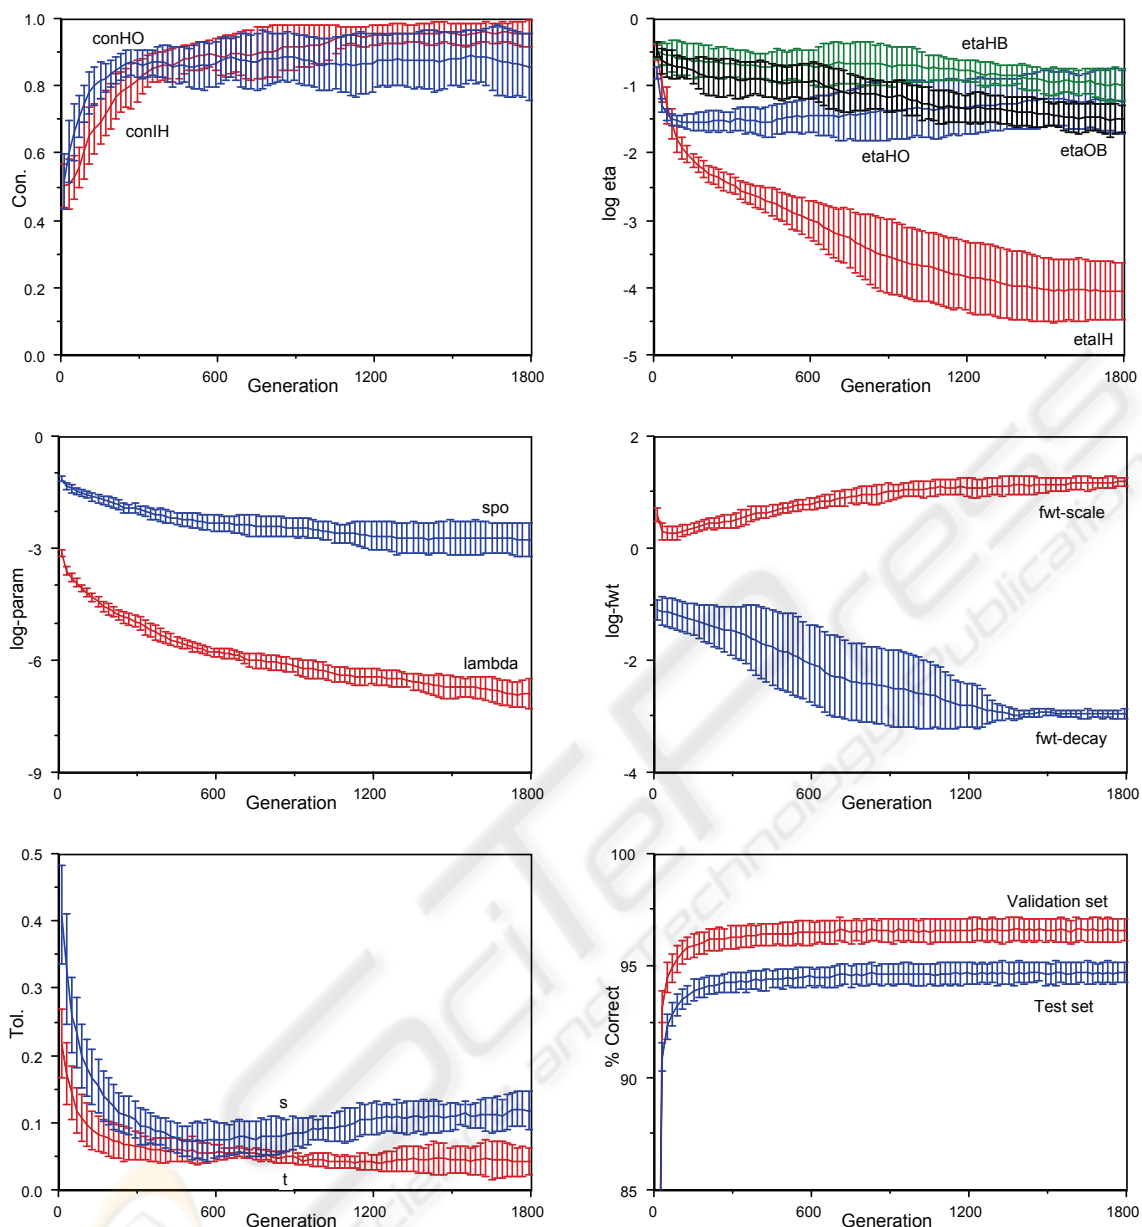 1.0
0.8
0.6
0.4
0.2
0.0
Con.
conHO
conIH
0
600
1200
1800
Generation
-0
-1
-2
-3
-4
-5
log eta
etaHB
etaHO
etaOB
etaIH
0
600
1200
1800
Generation
0
-3
-6
-9
log-param
spo
lambda
0
600
1200
1800
Generation
2
0
-2
-4
log-fwt
fwt-scale
fwt-decay
0
600
1200
1800
Generation
0.5
0.4
0.3
0.2
0.1
0.0
Tol.
s
t
0
600
1200
1800
Generation
100
95
90
85
% Correct
Validation set
Test set
0
600
1200
1800
Generation
SciTePress
Science and Technology Publications